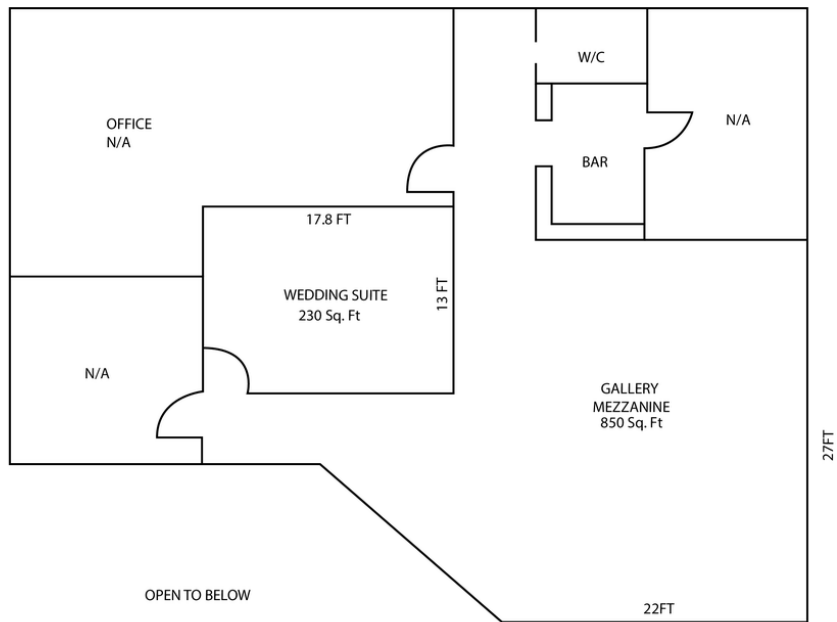 W/C
OFFICE
N/A
N/A
BAR
17.8 FT
WEDDING SUITE
230 Sq. Ft
13 FT
N/A
GALLERY
MEZZANINE
850 Sq. Ft
27FT
OPEN TO BELOW
22FT